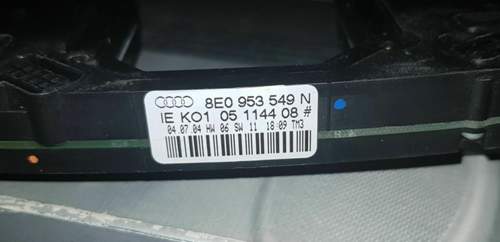 8E0 953 549 N
IE KO1 05 1144 08 #
04.07.04 HW 06 SW 11 18:09 TM3